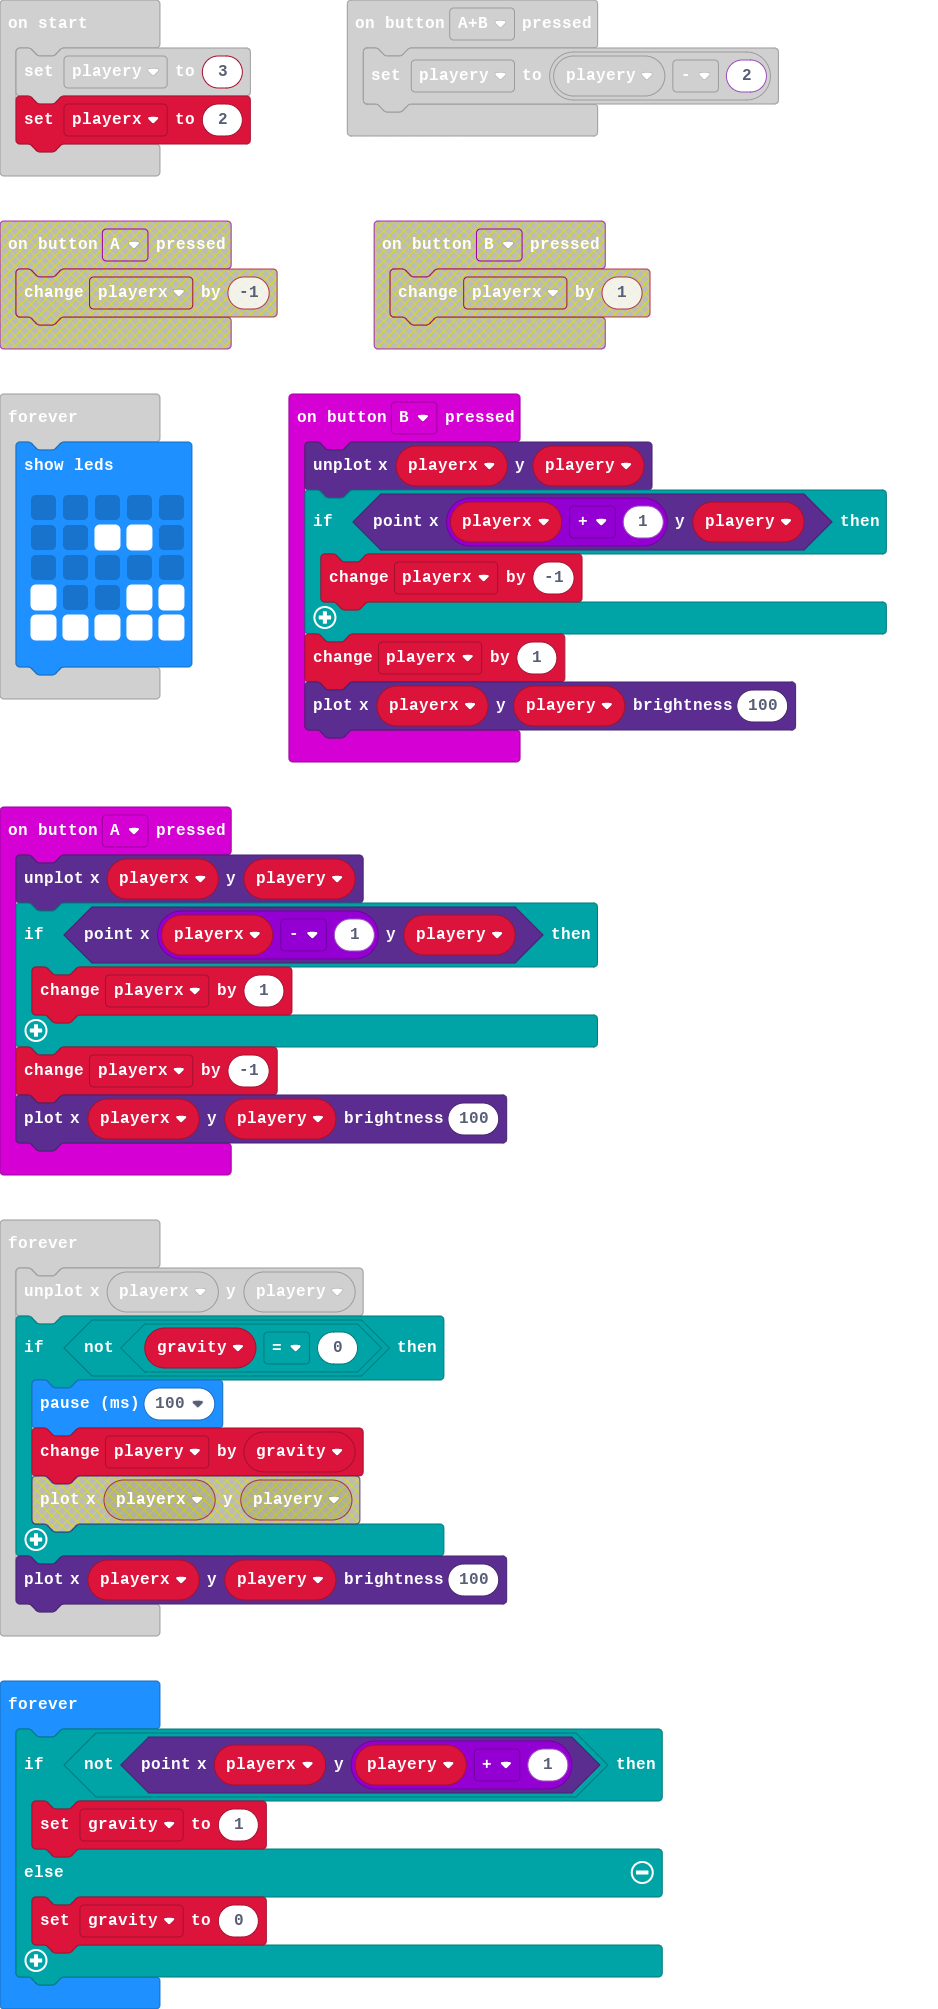 on start
set playery to 3
set playerx to 2
on button A+B pressed
set playery to playery - 2
on button A pressed
change playerx by -1
on button B pressed
change playerx by 1
forever
show leds
on button B pressed
unplot x playerx y playery
if point x playerx + 1 y playery then
change playerx by -1
change playerx by 1
plot x playerx y playery brightness 100
on button A pressed
unplot x playerx y playery
if point x playerx - 1 y playery then
change playerx by 1
change playerx by -1
plot x playerx y playery brightness 100
forever
unplot x playerx y playery
if not gravity = 0 then
pause (ms) 100
change playery by gravity
plot x playerx y playery
plot x playerx y playery brightness 100
forever
if not point x playerx y playery + 1 then
set gravity to 1
else
set gravity to 0